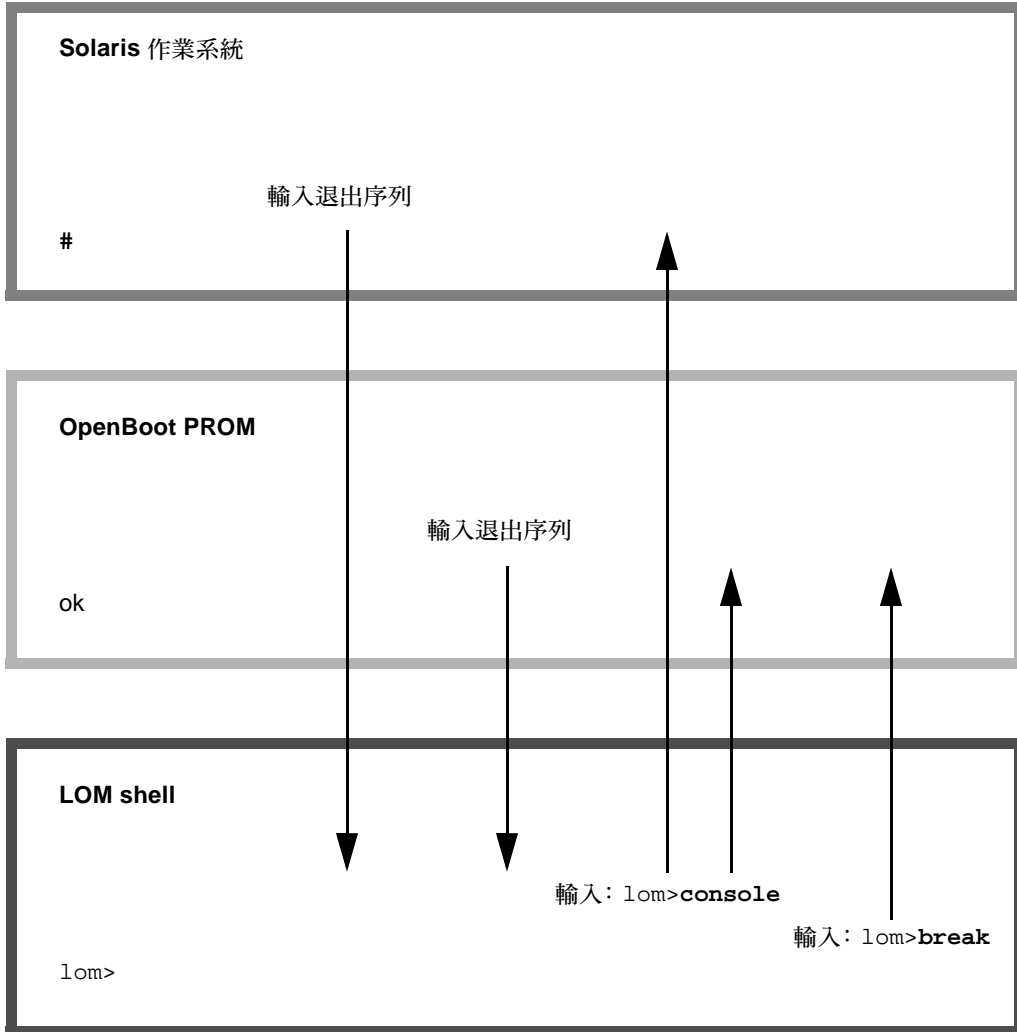 Solaris 作業系統
輸入退出序列
#
OpenBoot PROM
輸入退出序列
ok
LOM shell
輸入：lom>console
輸入：lom>break
lom>